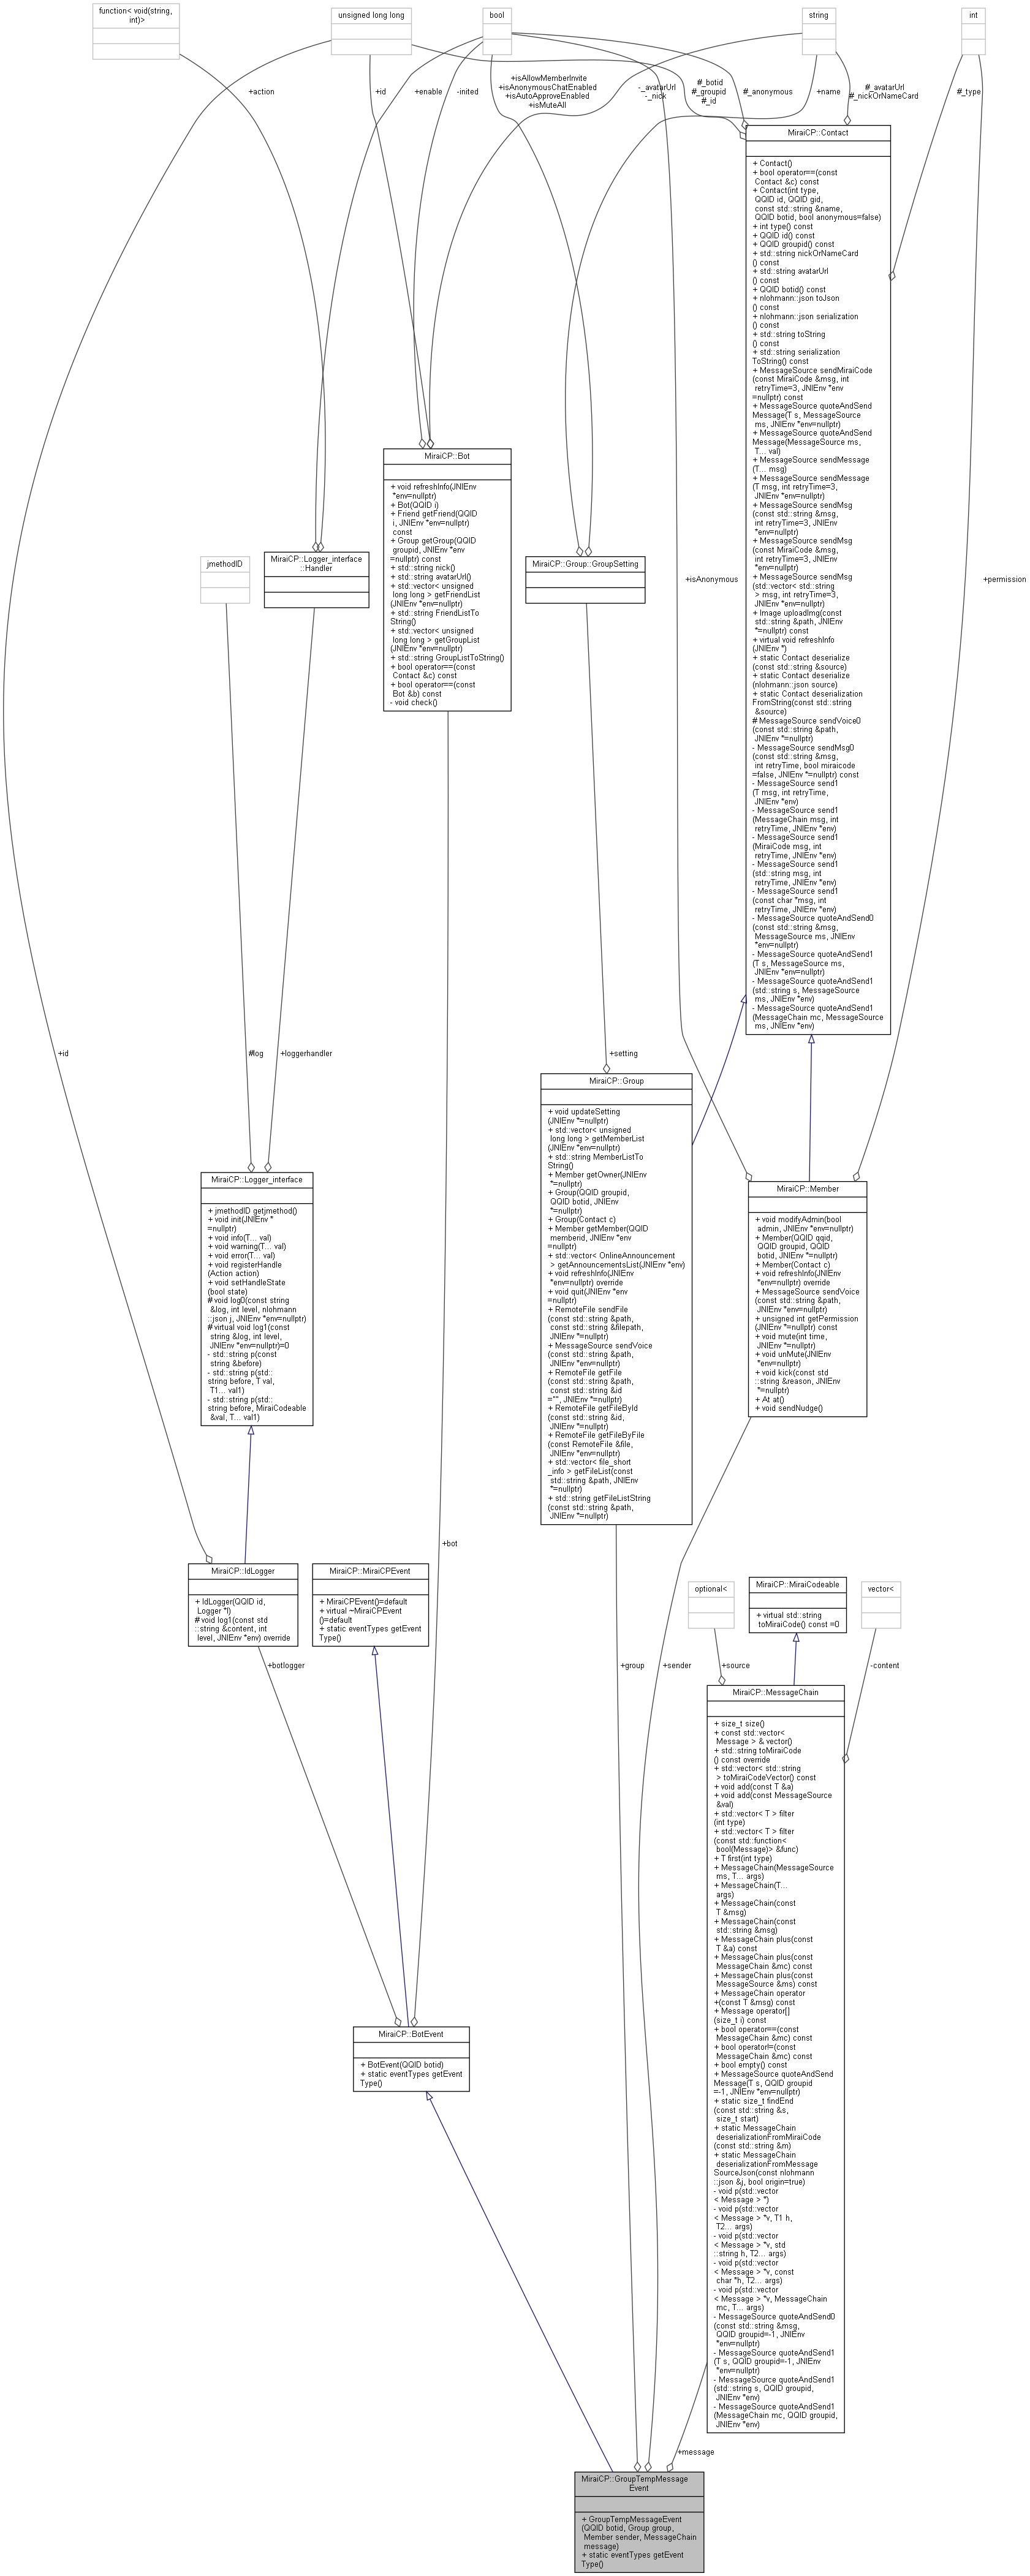 function< void(string,
int)>
unsigned long long
bool
string
int
+action
+id
+enable
-inited
+isAllowMemberInvite
+isAnonymousChatEnabled
+isAutoApproveEnabled
+isMuteAll
-_avatarUrl
-_nick
#_botid
#_groupid
#_id
#_anonymous
+name
#_avatarUrl
#_nickOrNameCard
#_type
MiraiCP::Contact
+ Contact()
+ bool operator==(const
Contact &c) const
+ Contact(int type,
QQID id, QQID gid,
const std::string &name,
QQID botid, bool anonymous=false)
+ int type() const
+ QQID id() const
+ QQID groupid() const
+ std::string nickOrNameCard
() const
+ std::string avatarUrl
() const
+ QQID botid() const
+ nlohmann::json toJson
() const
+ nlohmann::json serialization
() const
+ std::string toString
() const
+ std::string serialization
ToString() const
+ MessageSource sendMiraiCode
(const MiraiCode &msg, int
retryTime=3, JNIEnv *env
=nullptr) const
+ MessageSource quoteAndSend
Message(T s, MessageSource
ms, JNIEnv *env=nullptr)
+ MessageSource quoteAndSend
Message(MessageSource ms,
T... val)
+ MessageSource sendMessage
(T... msg)
+ MessageSource sendMessage
(T msg, int retryTime=3,
JNIEnv *env=nullptr)
+ MessageSource sendMsg
(const std::string &msg,
int retryTime=3, JNIEnv
*env=nullptr)
+ MessageSource sendMsg
(const MiraiCode &msg,
int retryTime=3, JNIEnv
*env=nullptr)
+ MessageSource sendMsg
(std::vector< std::string
> msg, int retryTime=3,
JNIEnv *env=nullptr)
+ Image uploadImg(const
std::string &path, JNIEnv
*=nullptr) const
+ virtual void refreshInfo
(JNIEnv *)
+ static Contact deserialize
(const std::string &source)
+ static Contact deserialize
(nlohmann::json source)
+ static Contact deserialization
FromString(const std::string
&source)
# MessageSource sendVoice0
(const std::string &path,
JNIEnv *=nullptr)
- MessageSource sendMsg0
(const std::string &msg,
int retryTime, bool miraicode
=false, JNIEnv *=nullptr) const
- MessageSource send1
(T msg, int retryTime,
JNIEnv *env)
- MessageSource send1
(MessageChain msg, int
retryTime, JNIEnv *env)
- MessageSource send1
(MiraiCode msg, int
retryTime, JNIEnv *env)
- MessageSource send1
(std::string msg, int
retryTime, JNIEnv *env)
- MessageSource send1
(const char *msg, int
retryTime, JNIEnv *env)
- MessageSource quoteAndSend0
(const std::string &msg,
MessageSource ms, JNIEnv
*env=nullptr)
- MessageSource quoteAndSend1
(T s, MessageSource ms,
JNIEnv *env=nullptr)
- MessageSource quoteAndSend1
(std::string s, MessageSource
ms, JNIEnv *env)
- MessageSource quoteAndSend1
(MessageChain mc, MessageSource
ms, JNIEnv *env)
MiraiCP::Bot
+ void refreshInfo(JNIEnv
*env=nullptr)
+ Bot(QQID i)
+ Friend getFriend(QQID
i, JNIEnv *env=nullptr)
const
+ Group getGroup(QQID
groupid, JNIEnv *env
=nullptr) const
+ std::string nick()
+ std::string avatarUrl()
+ std::vector< unsigned
long long > getFriendList
(JNIEnv *env=nullptr)
+ std::string FriendListTo
String()
+ std::vector< unsigned
long long > getGroupList
(JNIEnv *env=nullptr)
+ std::string GroupListToString()
+ bool operator==(const
Contact &c) const
+ bool operator==(const
Bot &b) const
- void check()
jmethodID
MiraiCP::Logger_interface
::Handler
MiraiCP::Group::GroupSetting
+isAnonymous
+permission
+id
#log
+loggerhandler
+setting
MiraiCP::Group
+ void updateSetting
(JNIEnv *=nullptr)
+ std::vector< unsigned
long long > getMemberList
(JNIEnv *env=nullptr)
+ std::string MemberListTo
String()
+ Member getOwner(JNIEnv
*=nullptr)
+ Group(QQID groupid,
QQID botid, JNIEnv
*=nullptr)
+ Group(Contact c)
+ Member getMember(QQID
memberid, JNIEnv *env
=nullptr)
+ std::vector< OnlineAnnouncement
> getAnnouncementsList(JNIEnv *env)
+ void refreshInfo(JNIEnv
*env=nullptr) override
+ void quit(JNIEnv *env
=nullptr)
+ RemoteFile sendFile
(const std::string &path,
const std::string &filepath,
JNIEnv *=nullptr)
+ MessageSource sendVoice
(const std::string &path,
JNIEnv *env=nullptr)
+ RemoteFile getFile
(const std::string &path,
const std::string &id
="", JNIEnv *=nullptr)
+ RemoteFile getFileById
(const std::string &id,
JNIEnv *=nullptr)
+ RemoteFile getFileByFile
(const RemoteFile &file,
JNIEnv *env=nullptr)
+ std::vector< file_short
_info > getFileList(const
std::string &path, JNIEnv
*=nullptr)
+ std::string getFileListString
(const std::string &path,
JNIEnv *=nullptr)
MiraiCP::Logger_interface
+ jmethodID getjmethod()
+ void init(JNIEnv *
=nullptr)
+ void info(T... val)
+ void warning(T... val)
+ void error(T... val)
+ void registerHandle
(Action action)
+ void setHandleState
(bool state)
# void log0(const string
&log, int level, nlohmann
::json j, JNIEnv *env=nullptr)
# virtual void log1(const
string &log, int level,
JNIEnv *env=nullptr)=0
- std::string p(const
string &before)
- std::string p(std::
string before, T val,
T1... val1)
- std::string p(std::
string before, MiraiCodeable
&val, T... val1)
MiraiCP::Member
+ void modifyAdmin(bool
admin, JNIEnv *env=nullptr)
+ Member(QQID qqid,
QQID groupid, QQID
botid, JNIEnv *=nullptr)
+ Member(Contact c)
+ void refreshInfo(JNIEnv
*env=nullptr) override
+ MessageSource sendVoice
(const std::string &path,
JNIEnv *env=nullptr)
+ unsigned int getPermission
(JNIEnv *=nullptr) const
+ void mute(int time,
JNIEnv *=nullptr)
+ void unMute(JNIEnv
*env=nullptr)
+ void kick(const std
::string &reason, JNIEnv
*=nullptr)
+ At at()
+ void sendNudge()
+bot
MiraiCP::IdLogger
+ IdLogger(QQID id,
Logger *l)
# void log1(const std
::string &content, int
level, JNIEnv *env) override
MiraiCP::MiraiCPEvent
+ MiraiCPEvent()=default
+ virtual ~MiraiCPEvent
()=default
+ static eventTypes getEvent
Type()
optional<
MiraiCP::MiraiCodeable
+ virtual std::string
toMiraiCode() const =0
vector<
+botlogger
+group
+sender
+source
-content
MiraiCP::MessageChain
+ size_t size()
+ const std::vector<
Message > & vector()
+ std::string toMiraiCode
() const override
+ std::vector< std::string
> toMiraiCodeVector() const
+ void add(const T &a)
+ void add(const MessageSource
&val)
+ std::vector< T > filter
(int type)
+ std::vector< T > filter
(const std::function<
bool(Message)> &func)
+ T first(int type)
+ MessageChain(MessageSource
ms, T... args)
+ MessageChain(T...
args)
+ MessageChain(const
T &msg)
+ MessageChain(const
std::string &msg)
+ MessageChain plus(const
T &a) const
+ MessageChain plus(const
MessageChain &mc) const
+ MessageChain plus(const
MessageSource &ms) const
+ MessageChain operator
+(const T &msg) const
+ Message operator[]
(size_t i) const
+ bool operator==(const
MessageChain &mc) const
+ bool operator!=(const
MessageChain &mc) const
+ bool empty() const
+ MessageSource quoteAndSend
Message(T s, QQID groupid
=-1, JNIEnv *env=nullptr)
+ static size_t findEnd
(const std::string &s,
size_t start)
+ static MessageChain
deserializationFromMiraiCode
(const std::string &m)
+ static MessageChain
deserializationFromMessage
SourceJson(const nlohmann
::json &j, bool origin=true)
- void p(std::vector
< Message > *)
- void p(std::vector
< Message > *v, T1 h,
T2... args)
- void p(std::vector
< Message > *v, std
::string h, T2... args)
- void p(std::vector
< Message > *v, const
char *h, T2... args)
- void p(std::vector
< Message > *v, MessageChain
mc, T... args)
- MessageSource quoteAndSend0
(const std::string &msg,
QQID groupid=-1, JNIEnv
*env=nullptr)
- MessageSource quoteAndSend1
(T s, QQID groupid=-1, JNIEnv
*env=nullptr)
- MessageSource quoteAndSend1
(std::string s, QQID groupid,
JNIEnv *env)
- MessageSource quoteAndSend1
(MessageChain mc, QQID groupid,
JNIEnv *env)
MiraiCP::BotEvent
+ BotEvent(QQID botid)
+ static eventTypes getEvent
Type()
+message
MiraiCP::GroupTempMessage
Event
+ GroupTempMessageEvent
(QQID botid, Group group,
Member sender, MessageChain
message)
+ static eventTypes getEvent
Type()